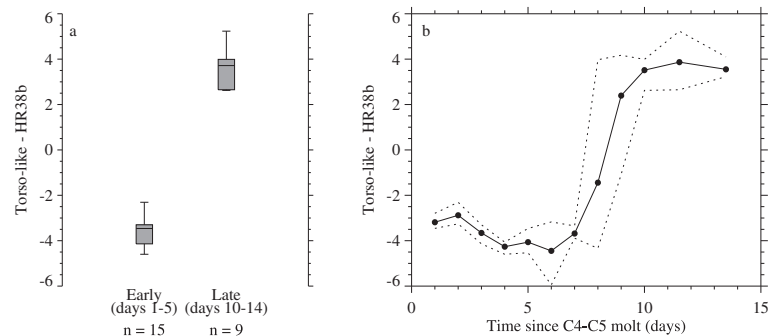 a
Torso-like - HR38b
4
2
0
-2
-4
-6
Early
(days 1-5)
n = 15
Late
(days 10-14)
n = 9
b
Torso-like - HR38b
6
4
2
0
-2
-4
-6
0
5
10
15
Time since C4-C5 molt (days)